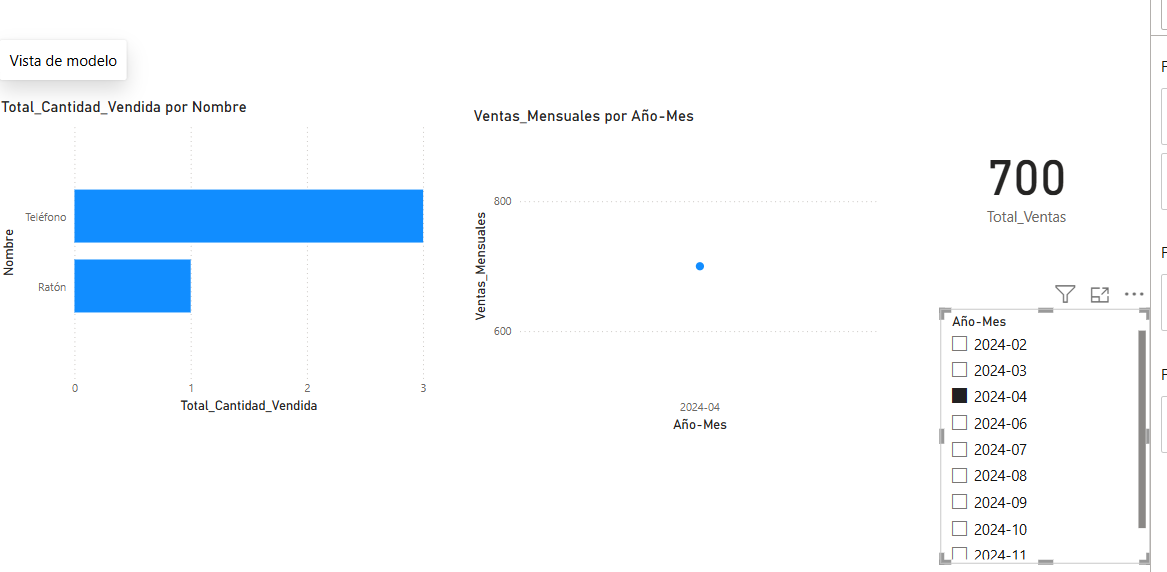 Vista de modelo
Total_Cantidad_Vendida por Nombre
Nombre
Teléfono
Ratón
0 1 2 3
Total_Cantidad_Vendida
Ventas_Mensuales por Año-Mes
Ventas_Mensuales
800
600
2024-04
Año-Mes
700
Total_Ventas
Año-Mes
2024-02
2024-03
2024-04
2024-06
2024-07
2024-08
2024-09
2024-10
2024-11